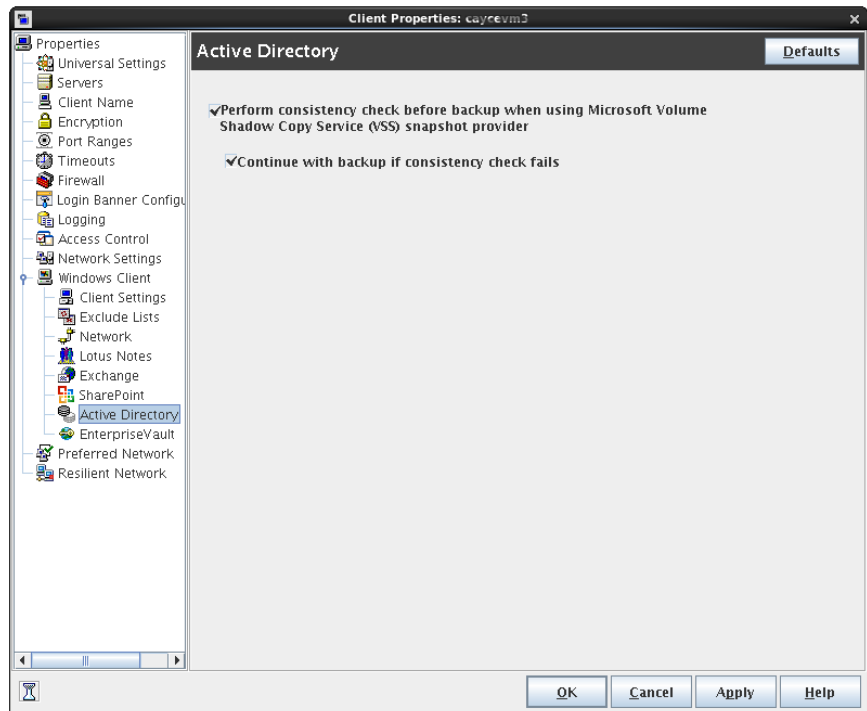 Client Properties: caycevm3
Properties
Universal Settings
Servers
Client Name
Encryption
Port Ranges
Timeouts
Firewall
Login Banner Configu
Logging
Access Control
Network Settings
Windows Client
Client Settings
Exclude Lists
Network
Lotus Notes
Exchange
SharePoint
Active Directory
EnterpriseVault
Preferred Network
Resilient Network
Active Directory
Defaults
Perform consistency check before backup when using Microsoft Volume
Shadow Copy Service (VSS) snapshot provider
Continue with backup if consistency check fails
OK
Cancel
Apply
Help